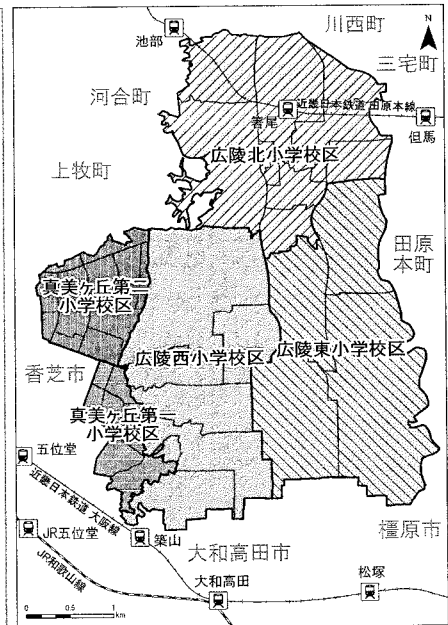 川西町
N
池部
三宅町
河合町
近畿日本鉄道 田原本線
箸尾
但馬
広陵北小学校区
上牧町
田原
本町
真美ヶ丘第二
小学校区
広陵西小学校区
広陵東小学校区
香芝市
真美ヶ丘第一
小学校区
五位堂
近畿日本鉄道 大阪線
JR五位堂
築山
橿原市
大和高田市
JR和歌山線
大和高田
松塚
0 0.5 1
km